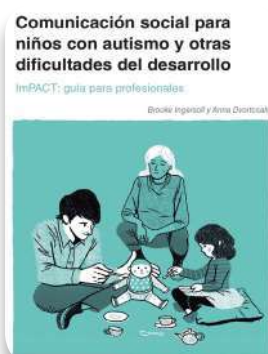 Comunicación social para
niños con autismo y otras
dificultades del desarrollo
ImPACT: guía para profesionales
Brooke Ingersoll y Anna Dvortcsak